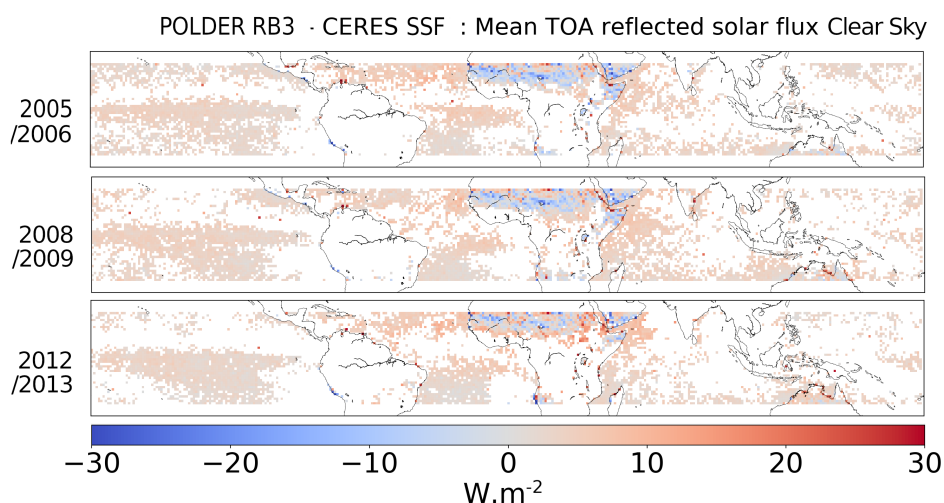 POLDER RB3 - CERES SSF : Mean TOA reflected solar flux Clear Sky
2005
/2006
2008
/2009
2012
/2013
−30 −20 −10 0 10 20 30
W.m-2